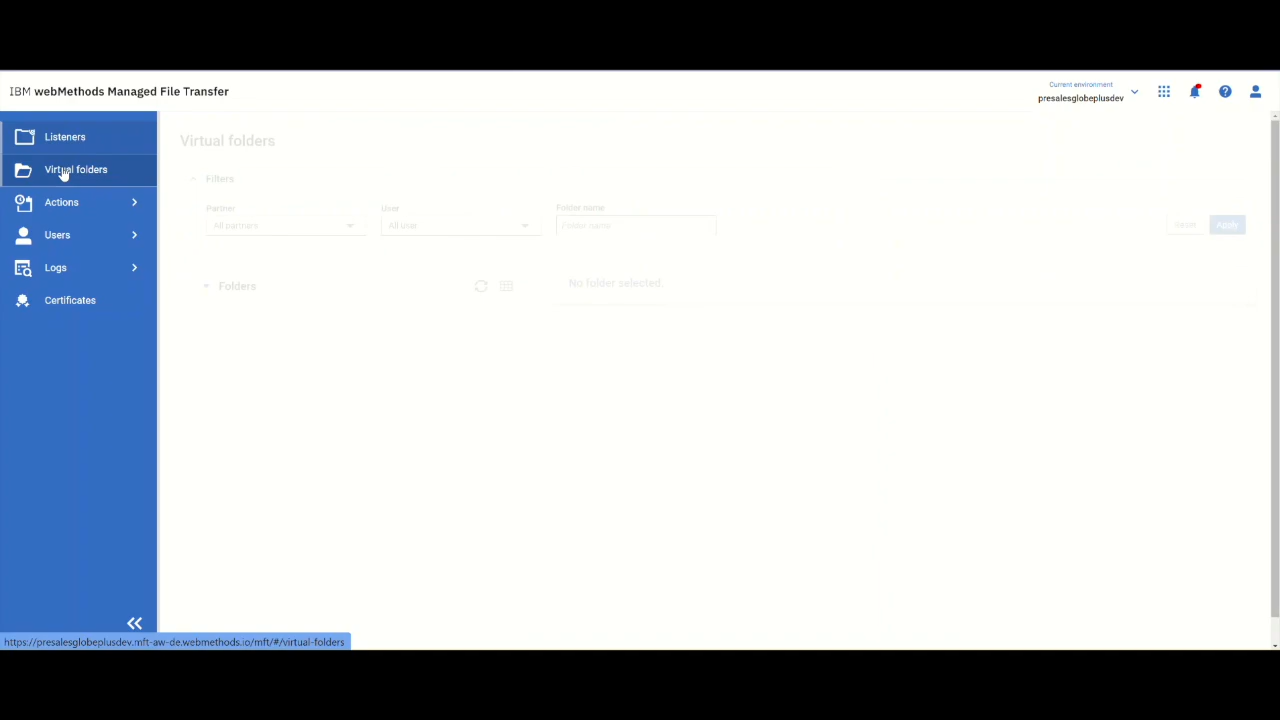 IBM webMethods Managed File Transfer
Current environment
presalesglobeplusdev
Listeners
Virtual folders
Actions
Users
Logs
Certificates
Virtual folders
Filters
Partner
User
Folder name
All partners
All user
Folder name
Reset
Apply
Folders
No folder selected.
https://presalesglobeplusdev.mft-aw-de.webmethods.io/mft/#/virtual-folders